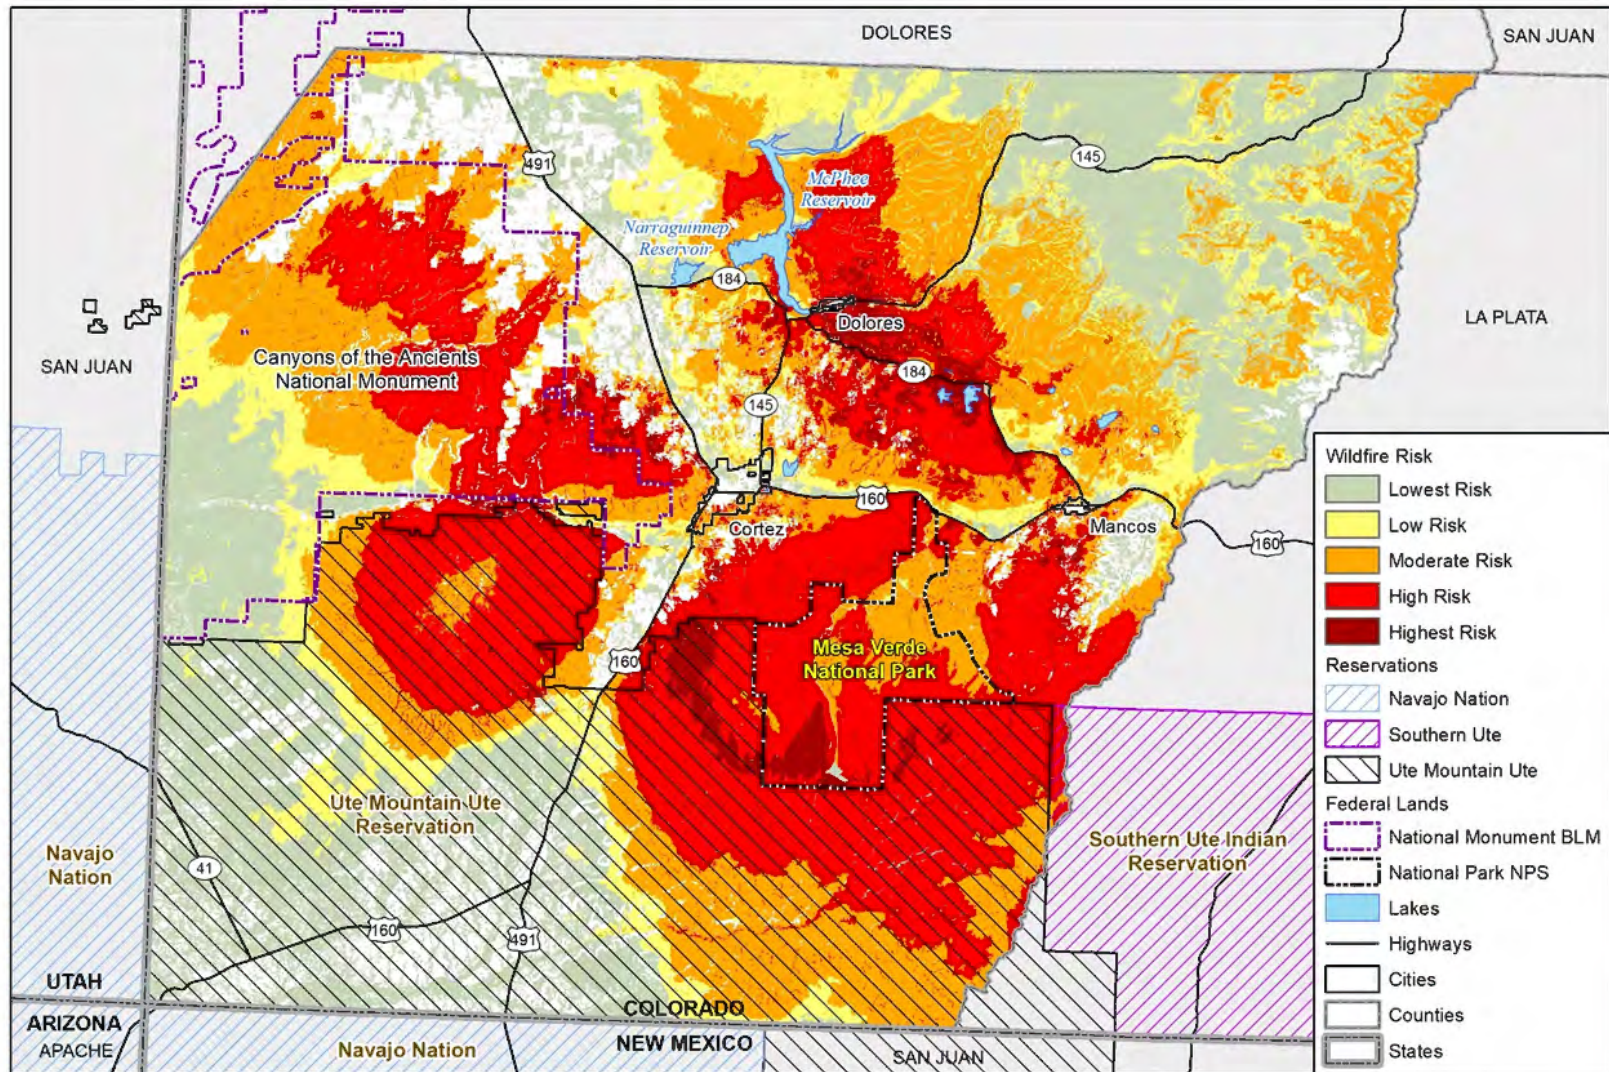 DOLORES
SAN JUAN
491
145
McPhee
Reservoir
Narraguinnep
Reservoir
184
Dolores
LA PLATA
SAN JUAN
Canyons of the Ancients
National Monument
184
145
160
Cortez
Mancos
160
160
Mesa Verde
National Park
Ute Mountain Ute
Reservation
Navajo
Nation
41
160
491
Southern Ute Indian
Reservation
UTAH
COLORADO
ARIZONA
APACHE
Navajo Nation
NEW MEXICO
SAN JUAN
Wildfire Risk
Lowest Risk
Low Risk
Moderate Risk
High Risk
Highest Risk
Reservations
Navajo Nation
Southern Ute
Ute Mountain Ute
Federal Lands
National Monument BLM
National Park NPS
Lakes
Highways
Cities
Counties
States